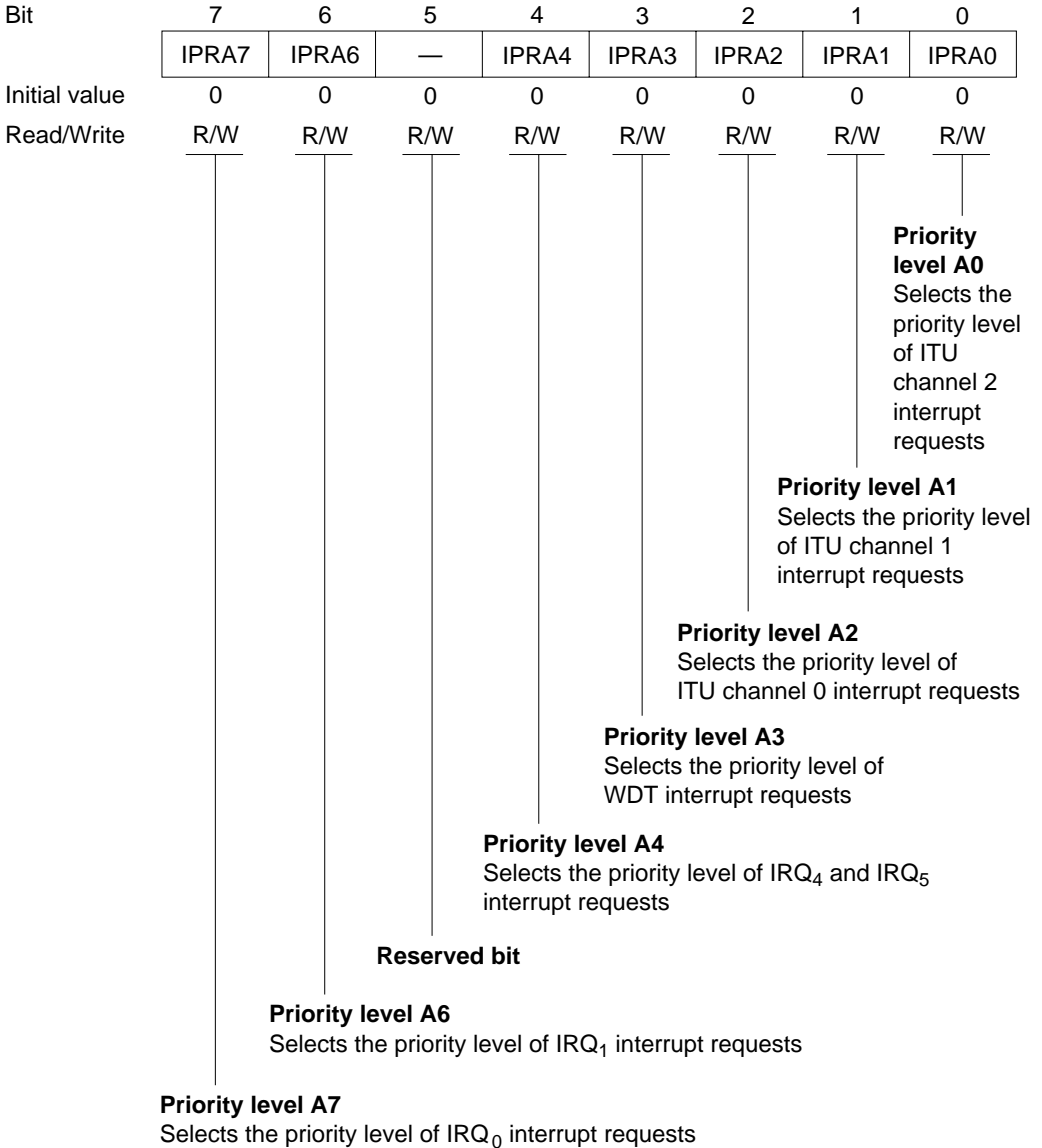 Bit 7 6 5 4 3 2 1 0
IPRA7 IPRA6 — IPRA4 IPRA3 IPRA2 IPRA1 IPRA0
Initial value 0 0 0 0 0 0 0 0
Read/Write R/W R/W R/W R/W R/W R/W R/W R/W
Priority
level A0
Selects the
priority level
of ITU
channel 2
interrupt
requests
Priority level A1
Selects the priority level
of ITU channel 1
interrupt requests
Priority level A2
Selects the priority level of
ITU channel 0 interrupt requests
Priority level A3
Selects the priority level of
WDT interrupt requests
Priority level A4
Selects the priority level of IRQ4 and IRQ5
interrupt requests
Reserved bit
Priority level A6
Selects the priority level of IRQ1 interrupt requests
Priority level A7
Selects the priority level of IRQ0 interrupt requests